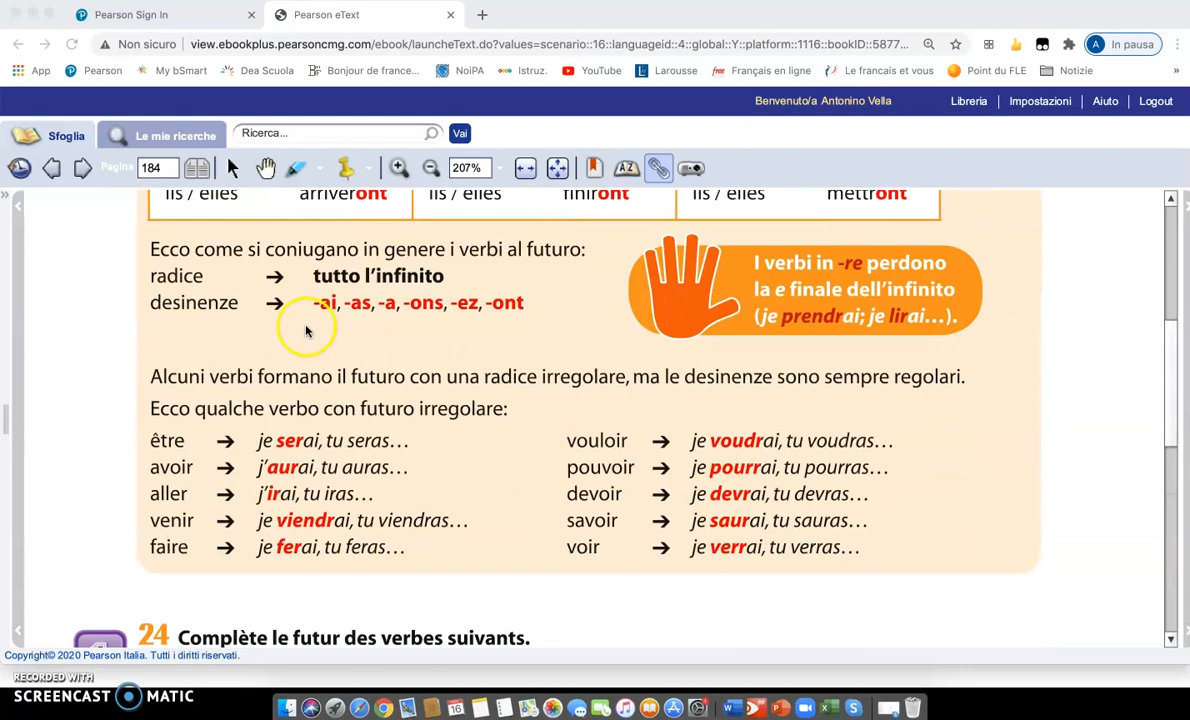 Pearson Sign In
Pearson eText
Non sicuro
view.ebookplus.pearsoncmg.com/ebook/launcheText.do?values=scenario::16::languageid::4::global::Y::platform::1116::bookID::5877...
A
In pausa
App
Pearson
My bSmart
Dea Scuola
Bonjour de france...
NoiPA
Istruz.
YouTube
Larousse
Français en ligne
Le francais et vous
Point du FLE
Notizie
Benvenuto/a Antonino Vella
Libreria
Impostazioni
Aiuto
Logout
Sfoglia
Le mie ricerche
Ricerca...
Vai
Pagina
184
207%
Ils / elles arriveront
Ils / elles finiront
Ils / elles mettront
Ecco come si coniugano in genere i verbi al futuro:
radice → tutto l'infinito
desinenze → -ai, -as, -a, -ons, -ez, -ont
I verbi in -re perdono
la e finale dell'infinito
(je prendrai; je lirai…).
Alcuni verbi formano il futuro con una radice irregolare, ma le desinenze sono sempre regolari.
Ecco qualche verbo con futuro irregolare:
être → je serai, tu seras…
avoir → j'aurai, tu auras…
aller → j'irai, tu iras…
venir → je viendrai, tu viendras…
faire → je ferai, tu feras…
vouloir → je voudrai, tu voudras…
pouvoir → je pourrai, tu pourras…
devoir → je devrai, tu devras…
savoir → je saurai, tu sauras…
voir → je verrai, tu verras…
24 Complète le futur des verbes suivants.
Copyright© 2020 Pearson Italia. Tutti i diritti riservati.
RECORDED WITH
SCREENCAST MATIC